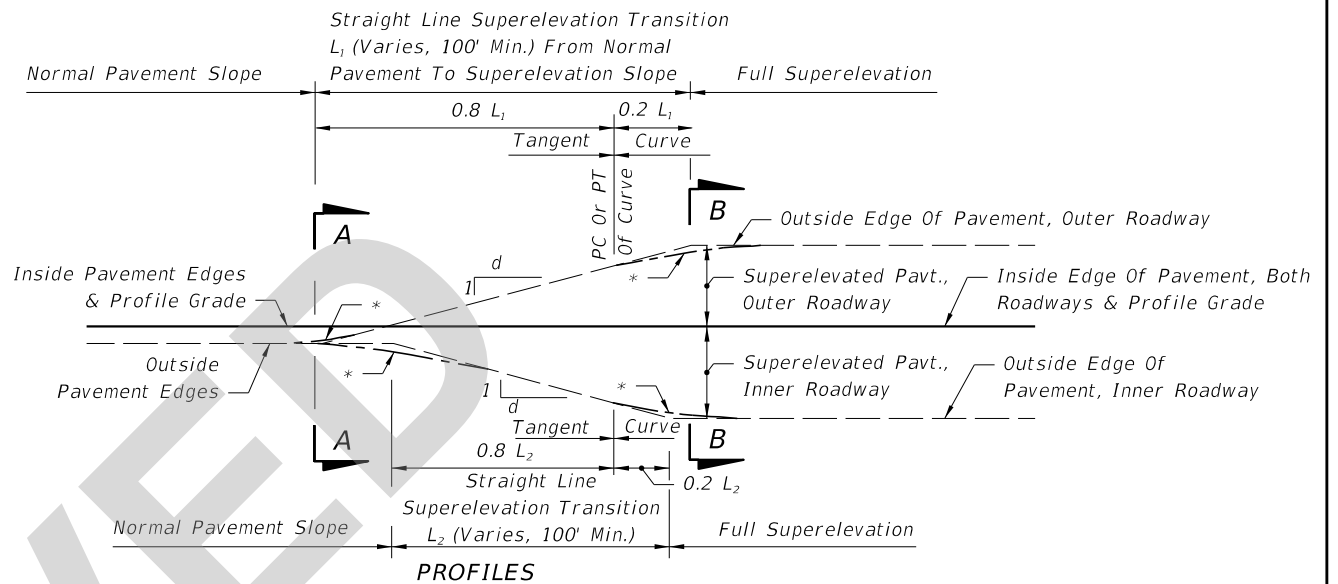 Straight Line Superelevation Transition
L₁ (Varies, 100' Min.) From Normal
Pavement To Superelevation Slope
Normal Pavement Slope
Full Superelevation
0.8 L₁
0.2 L₁
Tangent
Curve
PC Or PT
Of Curve
A
B
Outside Edge Of Pavement, Outer Roadway
d
1
*
Inside Pavement Edges
& Profile Grade
*
Superelevated Pavt.,
Outer Roadway
Inside Edge Of Pavement, Both
Roadways & Profile Grade
Outside
Pavement Edges
*
1
d
*
Superelevated Pavt.,
Inner Roadway
Outside Edge Of
Pavement, Inner Roadway
A
Tangent
Curve
B
0.8 L₂
0.2 L₂
Straight Line
Superelevation Transition
L₂ (Varies, 100' Min.)
Normal Pavement Slope
Full Superelevation
PROFILES